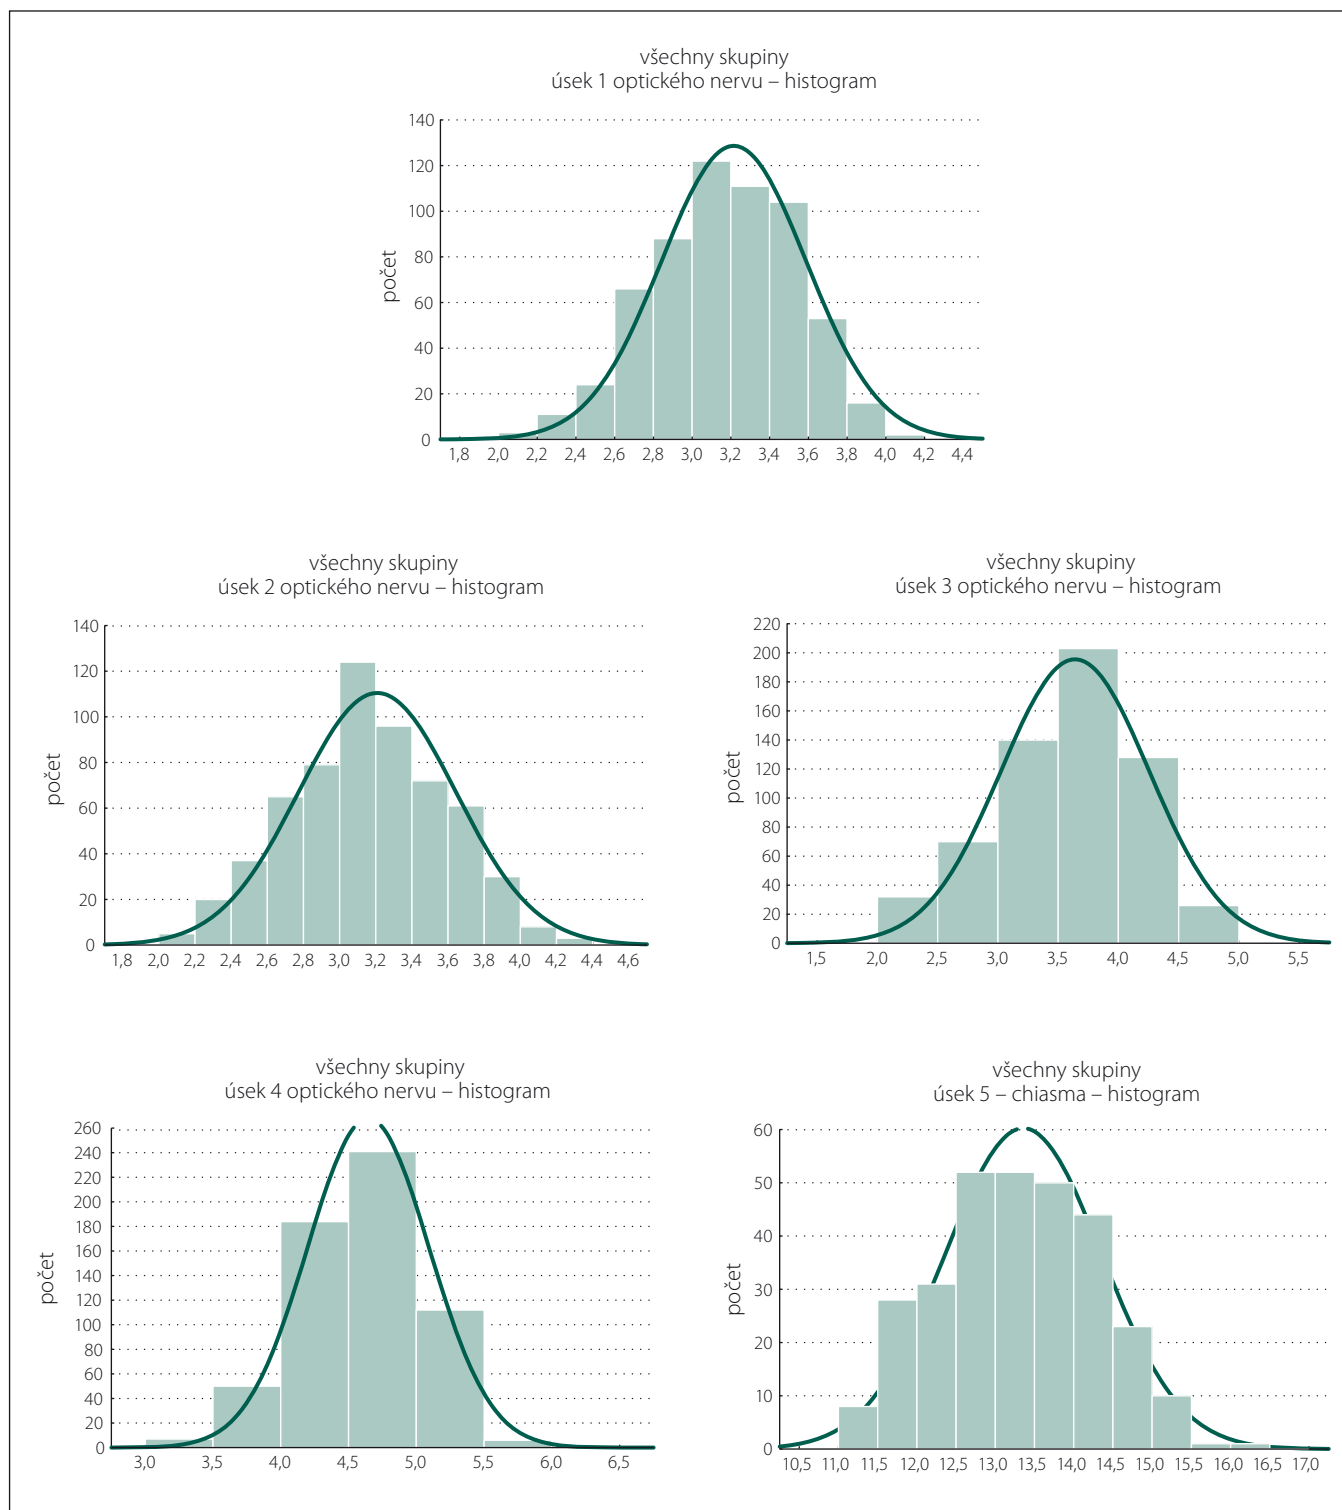 všechny skupiny
úsek 1 optického nervu – histogram
140
120
100
80
60
40
20
0
počet
1,8 2,0 2,2 2,4 2,6 2,8 3,0 3,2 3,4 3,6 3,8 4,0 4,2 4,4
všechny skupiny
úsek 2 optického nervu – histogram
140
120
100
80
60
40
20
0
počet
1,8 2,0 2,2 2,4 2,6 2,8 3,0 3,2 3,4 3,6 3,8 4,0 4,2 4,4 4,6
všechny skupiny
úsek 3 optického nervu – histogram
220
200
180
160
140
120
100
80
60
40
20
0
počet
1,5 2,0 2,5 3,0 3,5 4,0 4,5 5,0 5,5
všechny skupiny
úsek 4 optického nervu – histogram
260
240
220
200
180
160
140
120
100
80
60
40
20
0
počet
3,0 3,5 4,0 4,5 5,0 5,5 6,0 6,5
všechny skupiny
úsek 5 – chiasma – histogram
60
50
40
30
20
10
0
počet
10,5 11,0 11,5 12,0 12,5 13,0 13,5 14,0 14,5 15,0 15,5 16,0 16,5 17,0